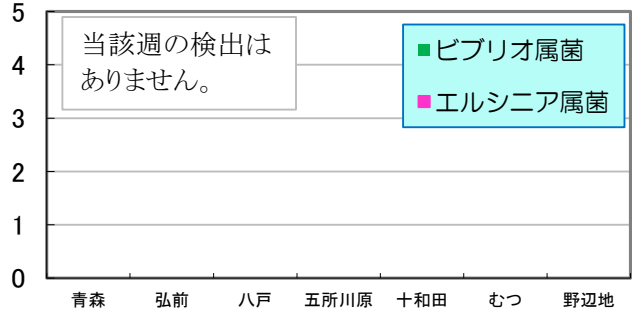 5
4
3
2
1
0
当該週の検出は
ありません。
ビブリオ属菌
エルシニア属菌
青森 弘前 八戸 五所川原 十和田 むつ 野辺地